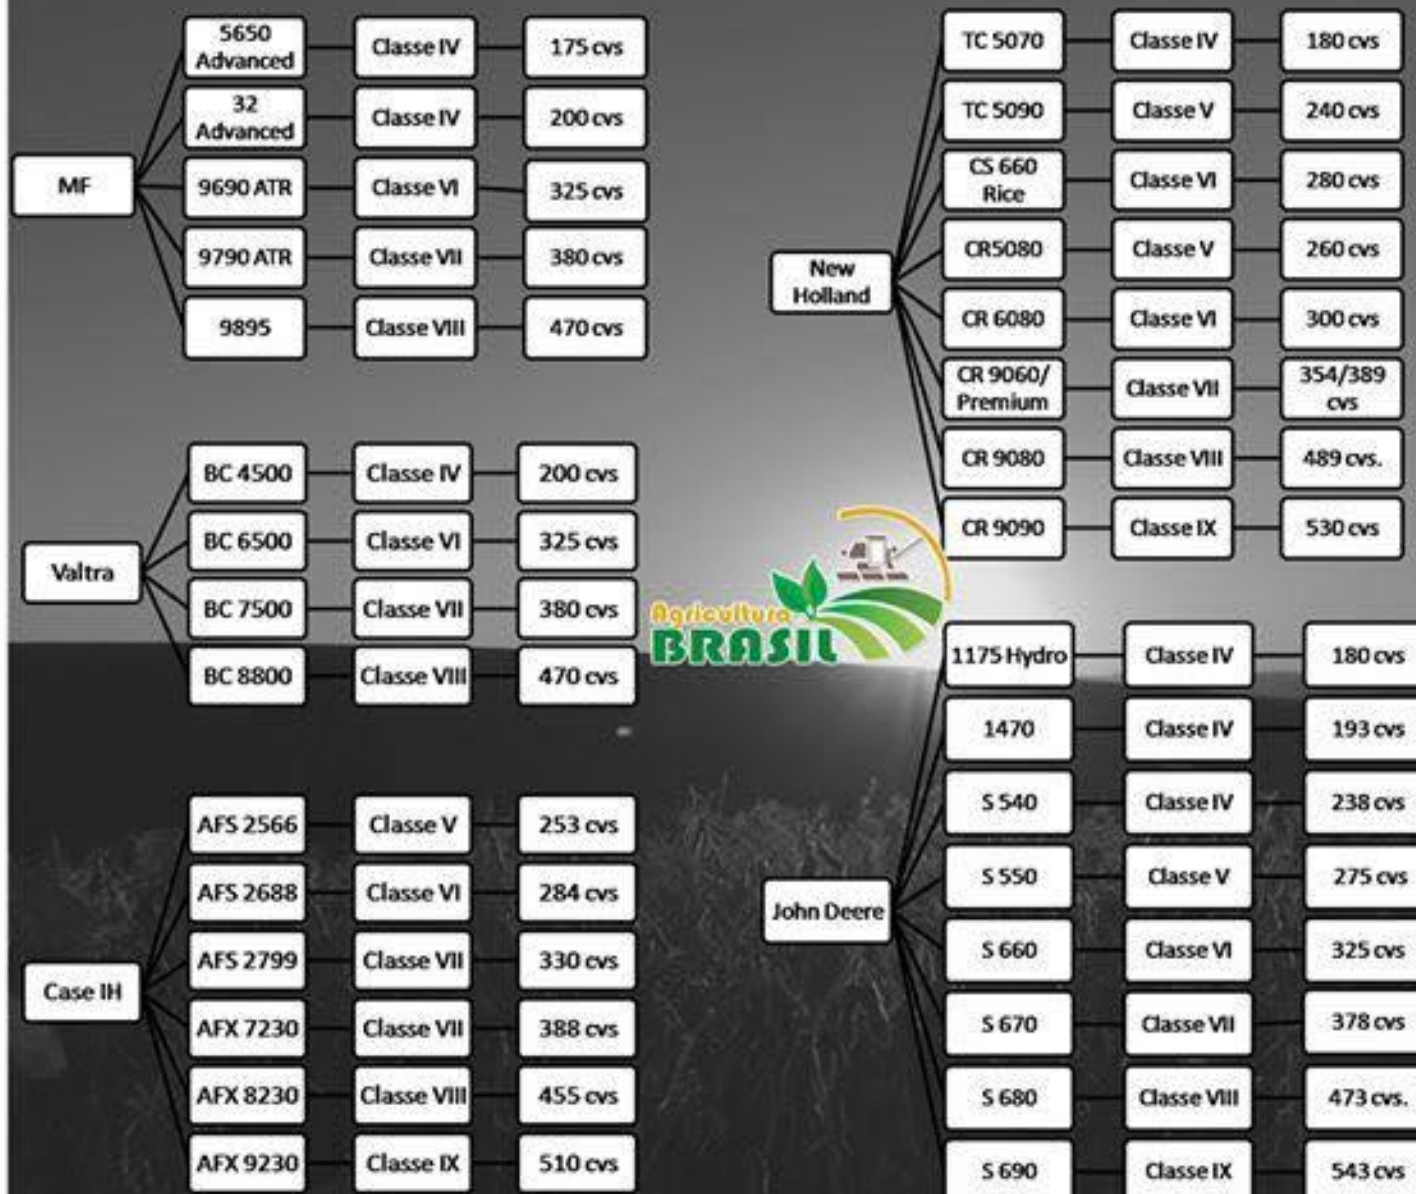 MF
5650
Advanced
Classe IV
175 cvs
32
Advanced
Classe IV
200 cvs
9690 ATR
Classe VI
325 cvs
9790 ATR
Classe VII
380 cvs
9895
Classe VIII
470 cvs
Valtra
BC 4500
Classe IV
200 cvs
BC 6500
Classe VI
325 cvs
BC 7500
Classe VII
380 cvs
BC 8800
Classe VIII
470 cvs
Case IH
AFS 2566
Classe V
253 cvs
AFS 2688
Classe VI
284 cvs
AFS 2799
Classe VII
330 cvs
AFX 7230
Classe VII
388 cvs
AFX 8230
Classe VIII
455 cvs
AFX 9230
Classe IX
510 cvs
Agricultura
BRASIL
New
Holland
TC 5070
Classe IV
180 cvs
TC 5090
Classe V
240 cvs
CS 660
Rice
Classe VI
280 cvs
CR5080
Classe V
260 cvs
CR 6080
Classe VI
300 cvs
CR 9060/
Premium
Classe VII
354/389
cvs
CR 9080
Classe VIII
489 cvs.
CR 9090
Classe IX
530 cvs
John Deere
1175 Hydro
Classe IV
180 cvs
1470
Classe IV
193 cvs
S 540
Classe IV
238 cvs
S 550
Classe V
275 cvs
S 660
Classe VI
325 cvs
S 670
Classe VII
378 cvs
S 680
Classe VIII
473 cvs.
S 690
Classe IX
543 cvs